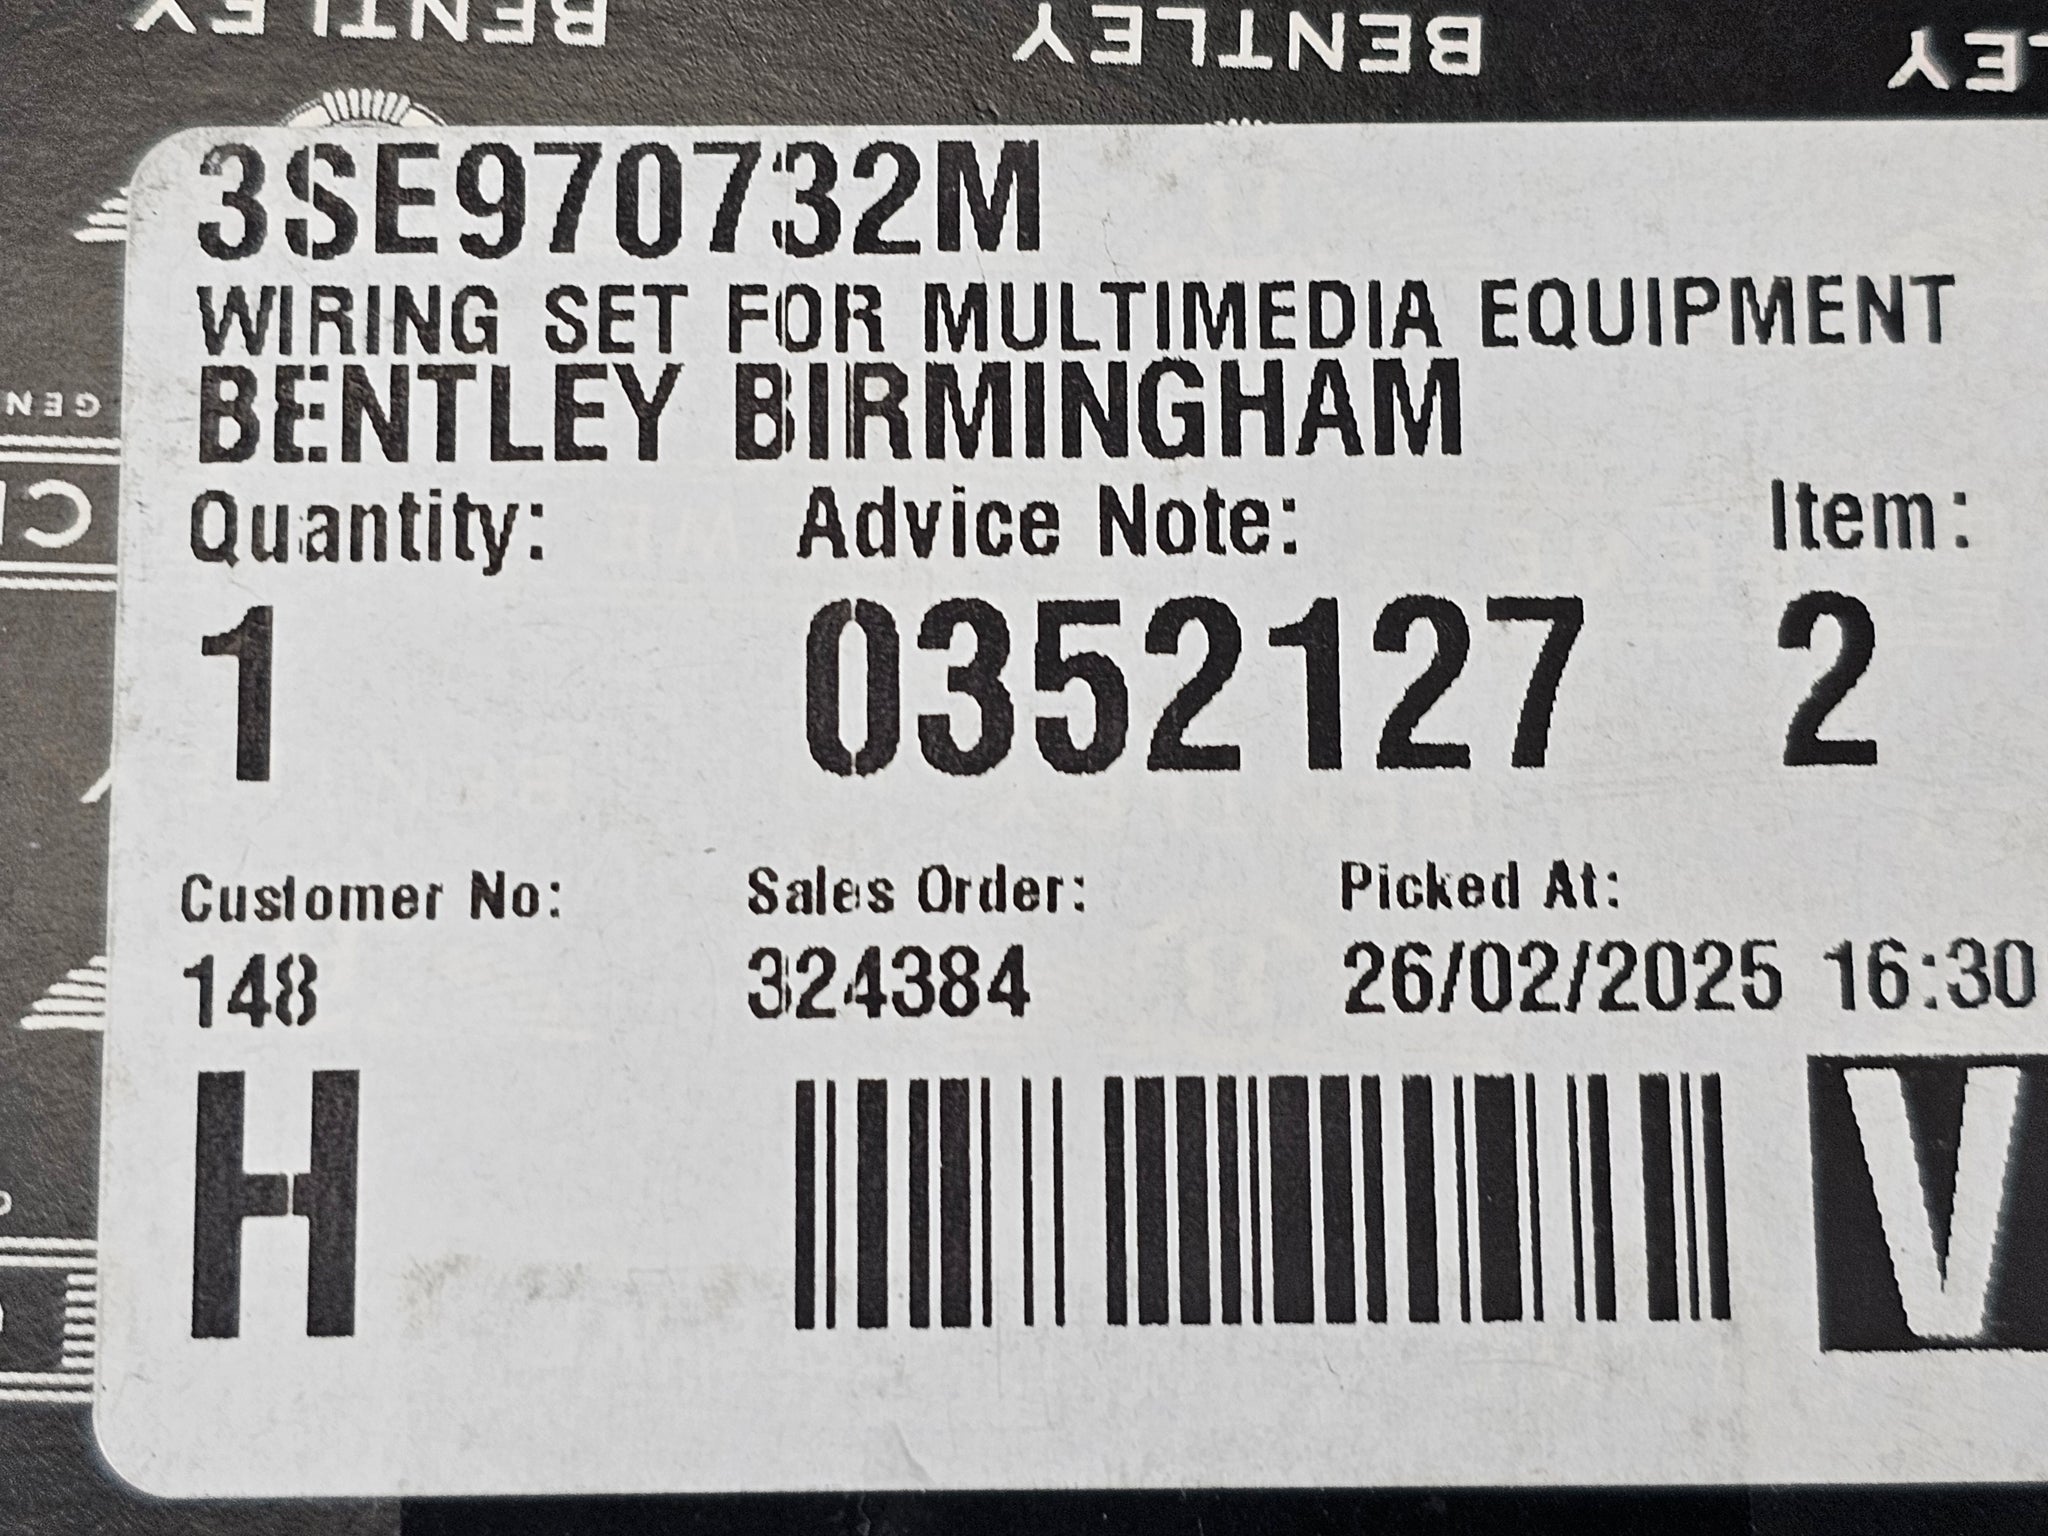 BENTLEY BENTLEY
3SE970732M
WIRING SET FOR MULTIMEDIA EQUIPMENT
BENTLEY BIRMINGHAM
Quantity: Advice Note: Item:
1 0352127 2
Customer No: Sales Order: Picked At:
148 324384 26/02/2025 16:30
H V